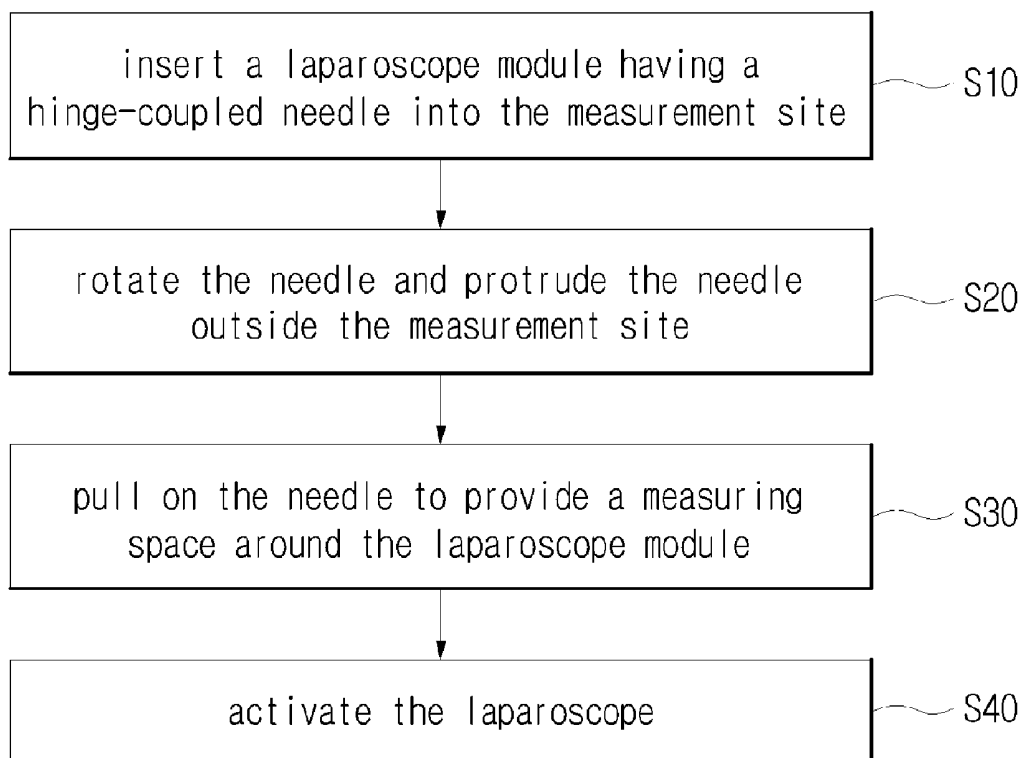 insert a laparoscope module having a
hinge-coupled needle into the measurement site
S10
rotate the needle and protrude the needle
outside the measurement site
S20
pull on the needle to provide a measuring
space around the laparoscope module
S30
activate the laparoscope
S40